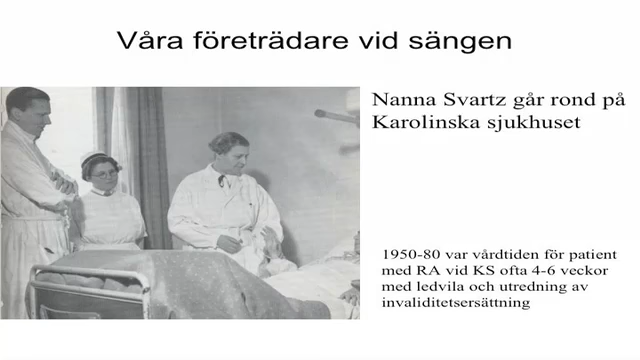 Våra företrädare vid sängen
Nanna Svartz går rond på
Karolinska sjukhuset
1950-80 var vårdtiden för patient
med RA vid KS ofta 4-6 veckor
med ledvila och utredning av
invaliditetsersättning